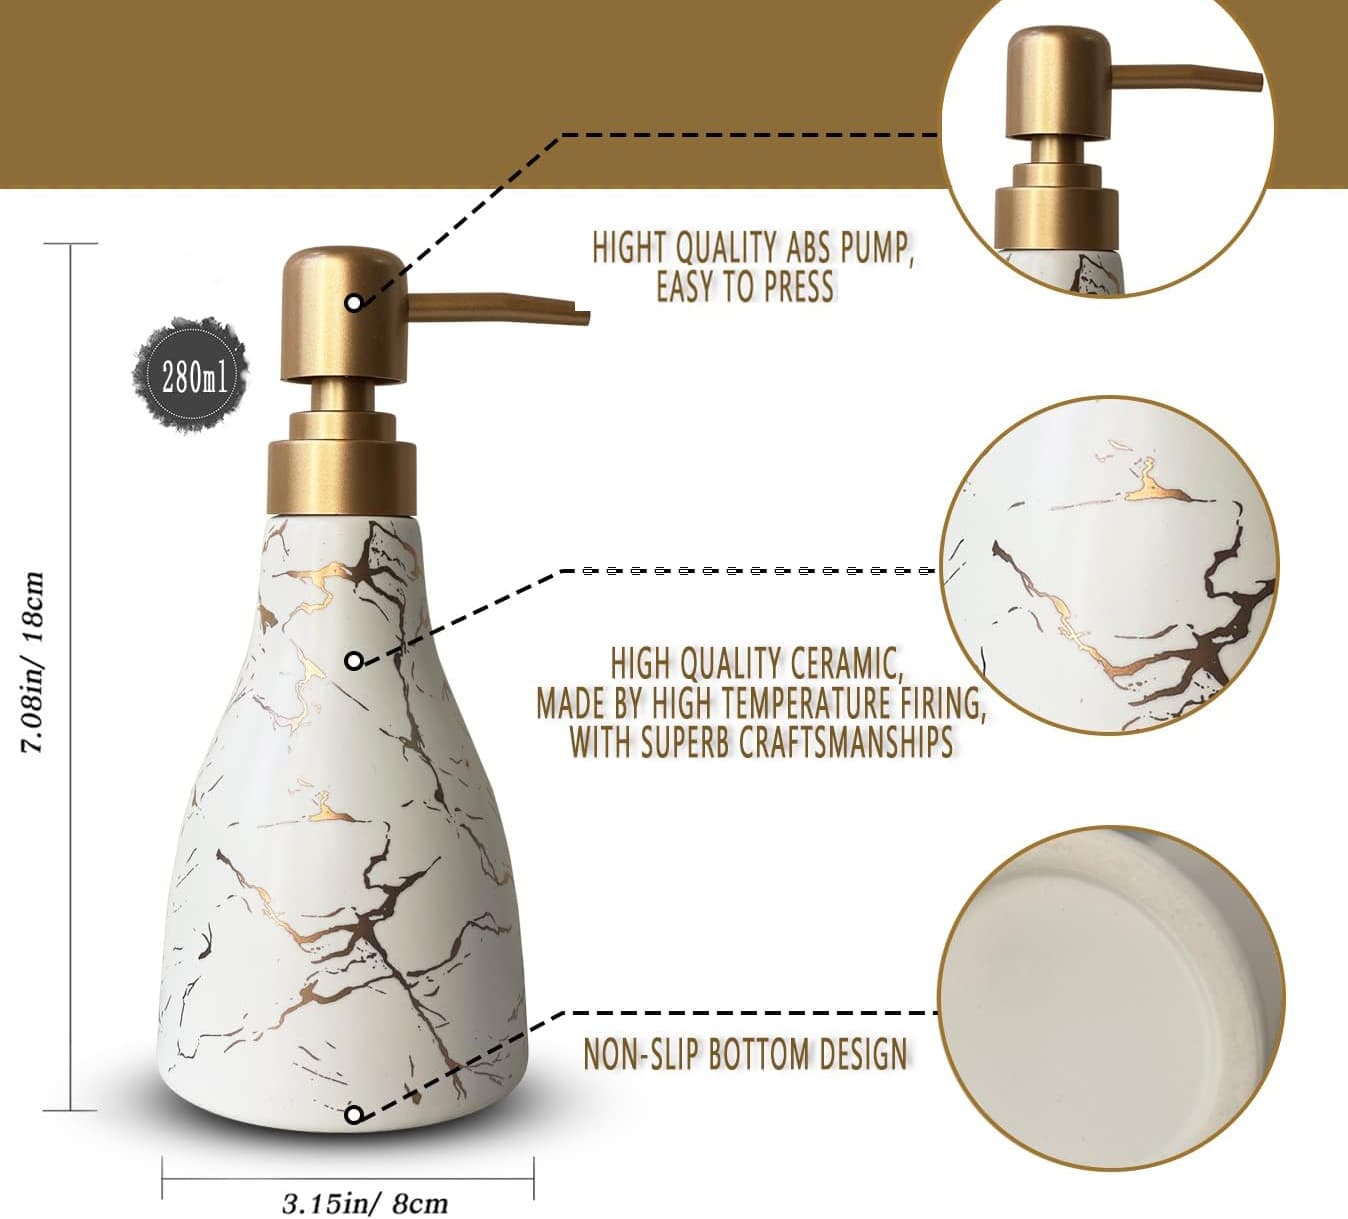 HIGHT QUALITY ABS PUMP,
EASY TO PRESS
280ml
7.08in/ 18cm
HIGH QUALITY CERAMIC,
MADE BY HIGH TEMPERATURE FIRING,
WITH SUPERB CRAFTSMANSHIPS
NON-SLIP BOTTOM DESIGN
3.15in/ 8cm